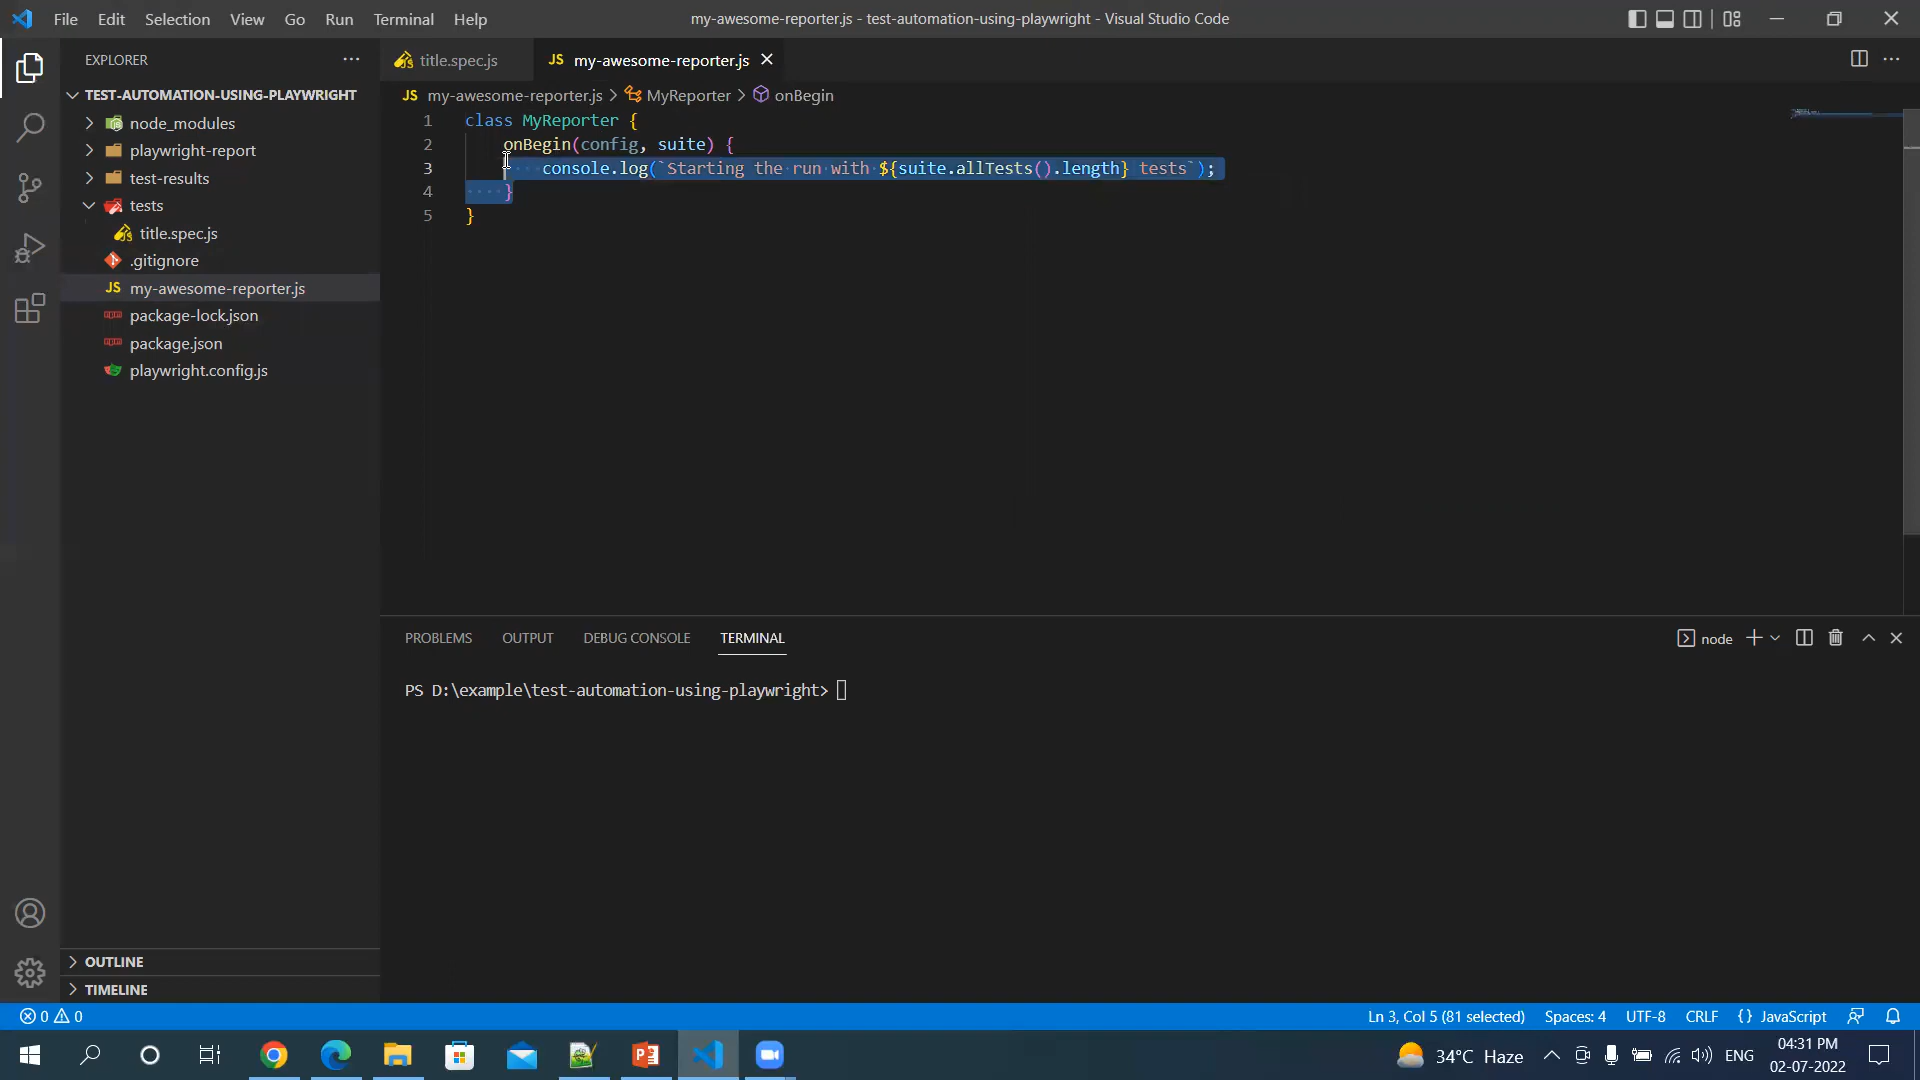 File Edit Selection View Go Run Terminal Help
my-awesome-reporter.js - test-automation-using-playwright - Visual Studio Code
EXPLORER
TEST-AUTOMATION-USING-PLAYWRIGHT
node_modules
playwright-report
test-results
tests
title.spec.js
.gitignore
JS my-awesome-reporter.js
package-lock.json
package.json
playwright.config.js
OUTLINE
TIMELINE
title.spec.js
JS my-awesome-reporter.js
JS my-awesome-reporter.js > MyReporter > onBegin
1 class MyReporter {
2 onBegin(config, suite) {
3 console.log(`Starting the run with ${suite.allTests().length} tests`);
4 }
5 }
PROBLEMS OUTPUT DEBUG CONSOLE TERMINAL
node
PS D:\example\test-automation-using-playwright>
0 0
Ln 3, Col 5 (81 selected) Spaces: 4 UTF-8 CRLF {} JavaScript
34°C Haze
ENG
04:31 PM
02-07-2022